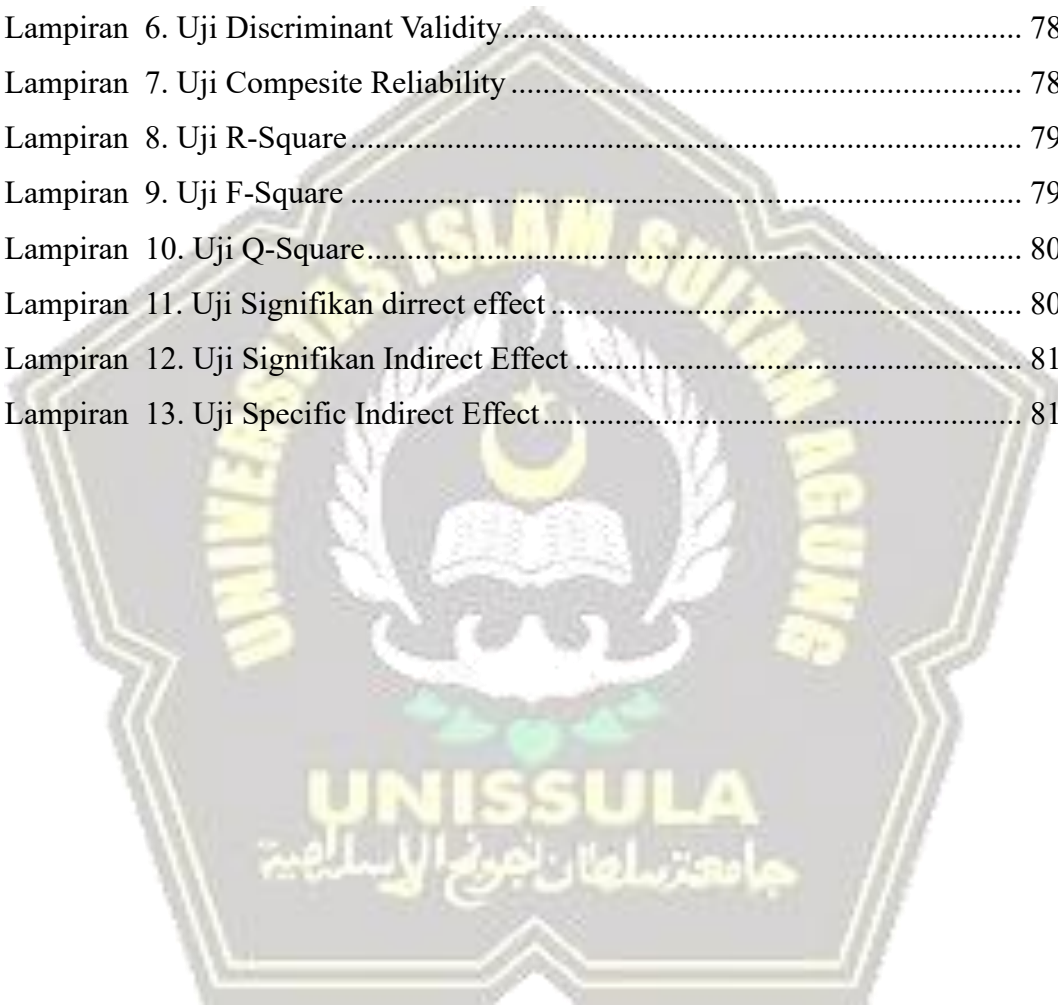 Lampiran 6. Uji Discriminant Validity.................................................................. 78
Lampiran 7. Uji Compesite Reliability ................................................................. 78
Lampiran 8. Uji R-Square..................................................................................... 79
Lampiran 9. Uji F-Square ..................................................................................... 79
Lampiran 10. Uji Q-Square................................................................................... 80
Lampiran 11. Uji Signifikan dirrect effect ............................................................ 80
Lampiran 12. Uji Signifikan Indirect Effect ......................................................... 81
Lampiran 13. Uji Specific Indirect Effect............................................................. 81
UNIVERSITAS ISLAM SULTAN AGUNG
UNISSULA
جامعة سلطان أجونج الإسلامية